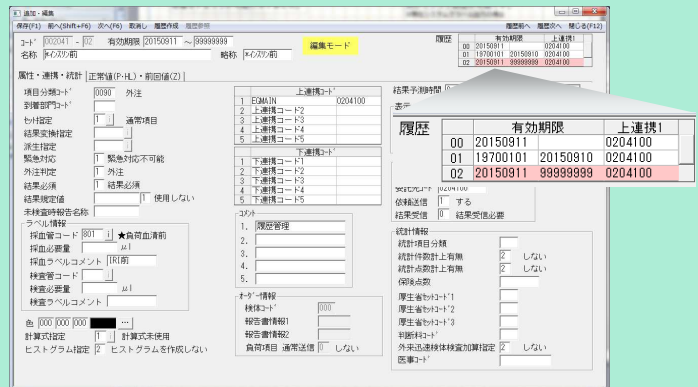 追加・編集
保存(F1) 前へ(Shift+F6) 次へ(F6) 取消し 履歴作成 履歴参照 履歴前へ 履歴次へ 閉じる(F12)
コード 002041 - 02 有効期限 20150911 ～ 99999999 編集モード
名称 *インスリン前 略称 *インスリン前
履歴 有効期限 上連携1
00 20150911 0204100
01 19700101 20150910 0204100
02 20150911 99999999 0204100
属性・連携・統計 正常値(P-HL)・前回値(Z)
項目分類コード 0090 外注
到着部門コード
セット指定 1 通常項目
結果変換指定
派生指定
緊急対応 1 緊急対応不可能
外注判定 1 外注
結果必須 1 結果必須
結果規定値 1 使用しない
未検査時報告名称
ラベル情報
採血管コード 801 ★負荷血清前
採血必要量 μl
採血ラベルコメント IRI前
検査管コード
検査必要量 μl
検査ラベルコメント
色 000 000 000 ...
計算式指定 1 計算式未使用
ヒストグラム指定 2 ヒストグラムを作成しない
上連携コード
1 EGMAIN 0204100
2 上連携コード2
3 上連携コード3
4 上連携コード4
5 上連携コード5
下連携コード
1 下連携コード1
2 下連携コード2
3 下連携コード3
4 下連携コード4
5 下連携コード5
コメント
1. 履歴管理
2.
3.
4.
5.
オーダー情報
検体コード 000
報告書情報1
報告書情報2
負荷項目 通常送信 0 しない
結果予測時間
表示
履歴 有効期限 上連携1
00 20150911 0204100
01 19700101 20150910 0204100
02 20150911 99999999 0204100
委託先コード 0204100
依頼送信 1 する
結果受信 0 結果受信必要
統計情報
統計項目分類
統計件数計上有無 2 しない
統計点数計上有無 2 しない
保険点数
厚生省セットコード1
厚生省セットコード2
厚生省セットコード3
判断料コード
外来迅速検体検査加算指定 2 しない
医事コード